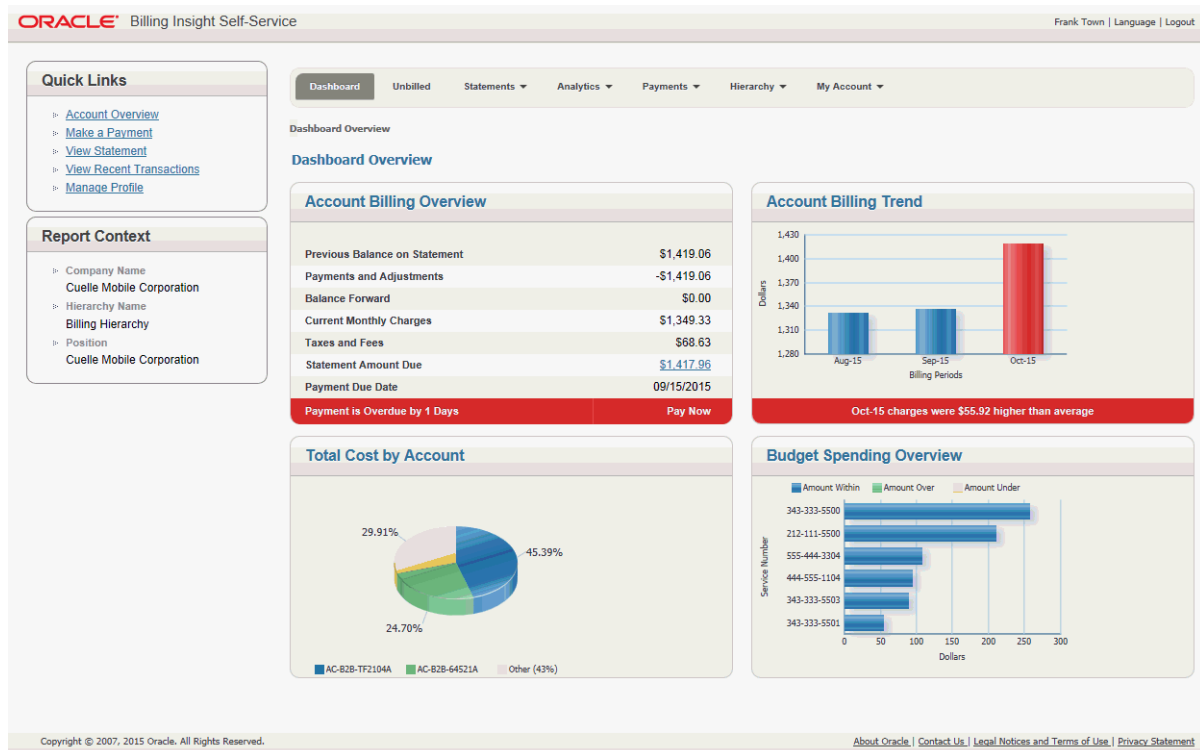 ORACLE Billing Insight Self-Service
Frank Town | Language | Logout
Quick Links
Account Overview
Make a Payment
View Statement
View Recent Transactions
Manage Profile
Report Context
Company Name
Cuelle Mobile Corporation
Hierarchy Name
Billing Hierarchy
Position
Cuelle Mobile Corporation
Dashboard Unbilled Statements Analytics Payments Hierarchy My Account
Dashboard Overview
Dashboard Overview
Account Billing Overview
Previous Balance on Statement $1,419.06
Payments and Adjustments -$1,419.06
Balance Forward $0.00
Current Monthly Charges $1,349.33
Taxes and Fees $68.63
Statement Amount Due $1,417.96
Payment Due Date 09/15/2015
Payment is Overdue by 1 Days Pay Now
Account Billing Trend
1,430
1,400
1,370
1,340
1,310
1,280
Dollars
Aug-15 Sep-15 Oct-15
Billing Periods
Oct-15 charges were $55.92 higher than average
Total Cost by Account
29.91%
45.39%
24.70%
AC-B2B-TF2104A AC-B2B-64521A Other (43%)
Budget Spending Overview
Amount Within Amount Over Amount Under
Service Number
343-333-5500
212-111-5500
555-444-3304
444-555-1104
343-333-5503
343-333-5501
0 50 100 150 200 250 300
Dollars
Copyright © 2007, 2015 Oracle. All Rights Reserved.
About Oracle | Contact Us | Legal Notices and Terms of Use | Privacy Statement